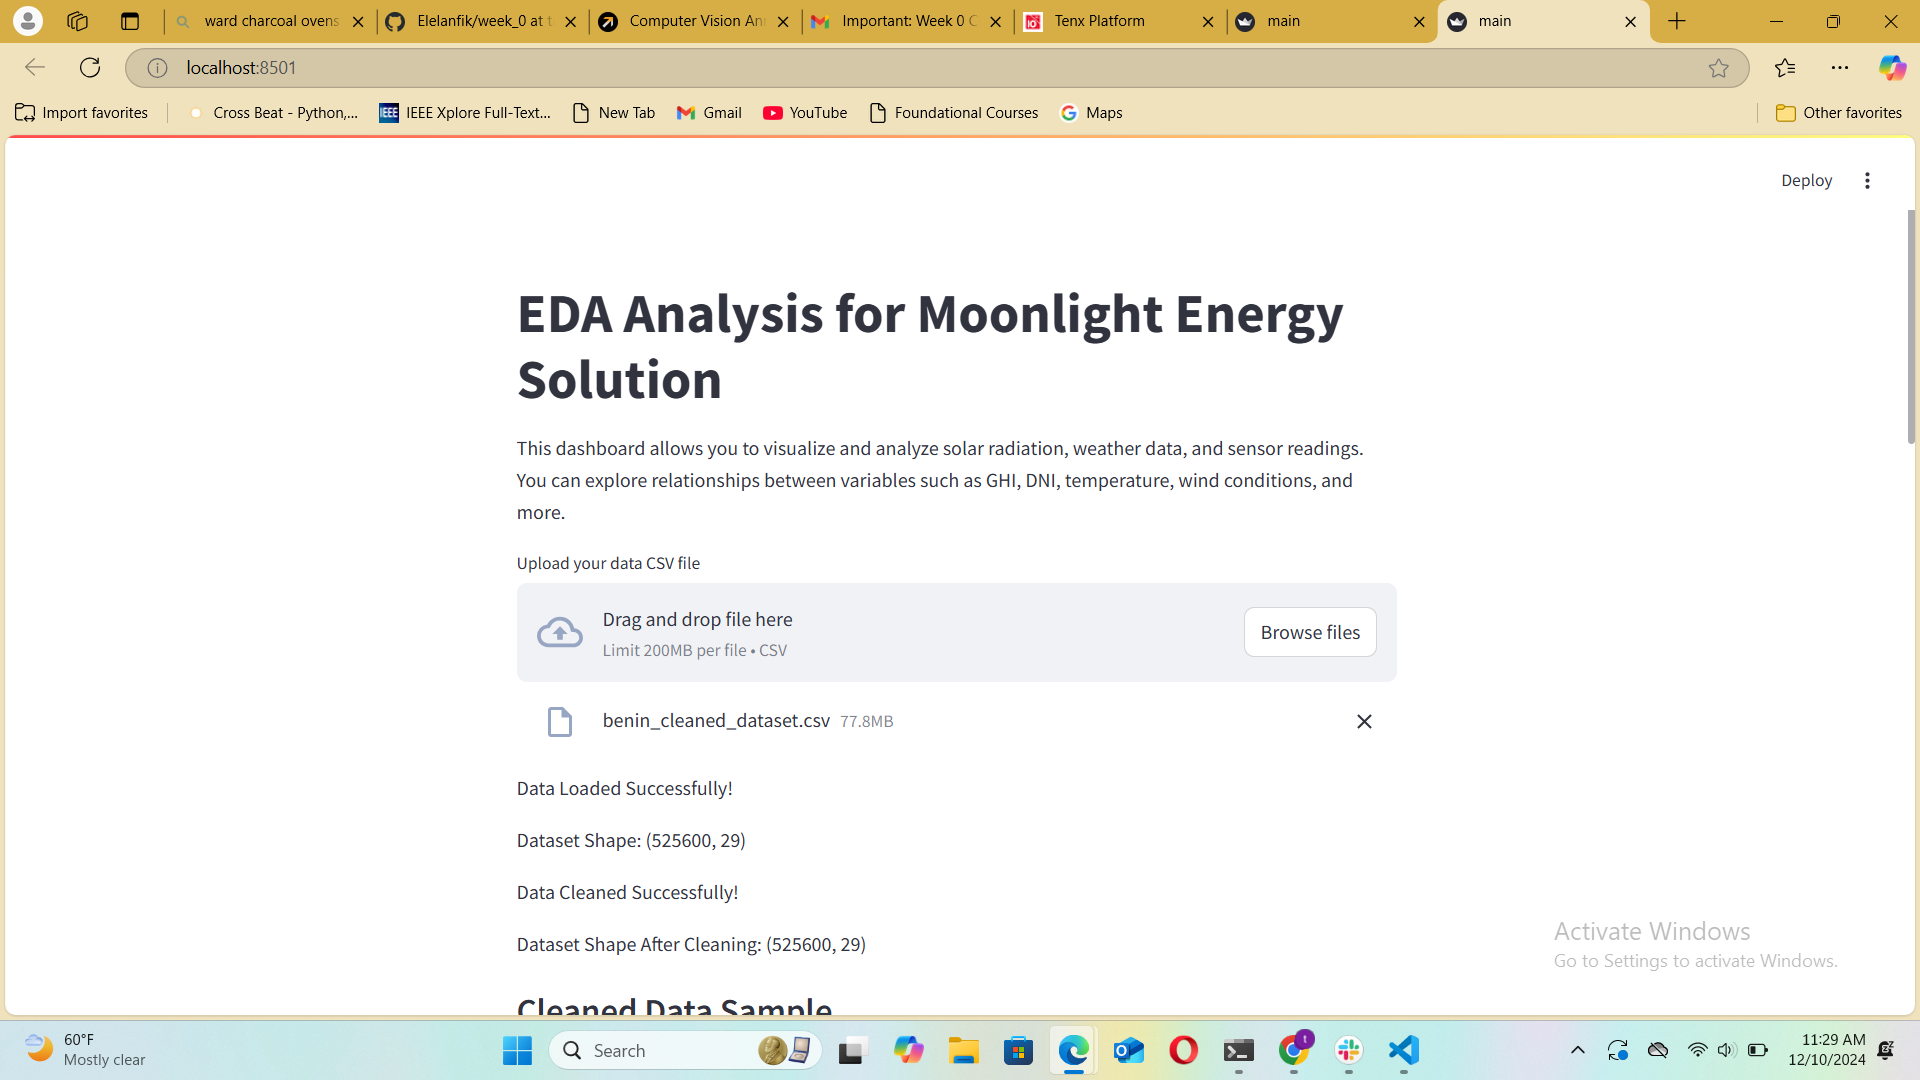 ward charcoal ovens
Elelanfik/week_0 at t
Computer Vision An
Important: Week 0 C
Tenx Platform
main
main
localhost:8501
Import favorites
Cross Beat - Python,...
IEEE
IEEE Xplore Full-Text...
New Tab
Gmail
YouTube
Foundational Courses
Maps
Other favorites
Deploy
EDA Analysis for Moonlight Energy
Solution
This dashboard allows you to visualize and analyze solar radiation, weather data, and sensor readings.
You can explore relationships between variables such as GHI, DNI, temperature, wind conditions, and
more.
Upload your data CSV file
Drag and drop file here
Limit 200MB per file • CSV
Browse files
benin_cleaned_dataset.csv 77.8MB
Data Loaded Successfully!
Dataset Shape: (525600, 29)
Data Cleaned Successfully!
Dataset Shape After Cleaning: (525600, 29)
Cleaned Data Sample
Activate Windows
Go to Settings to activate Windows.
60°F
Mostly clear
Search
t
11:29 AM
12/10/2024